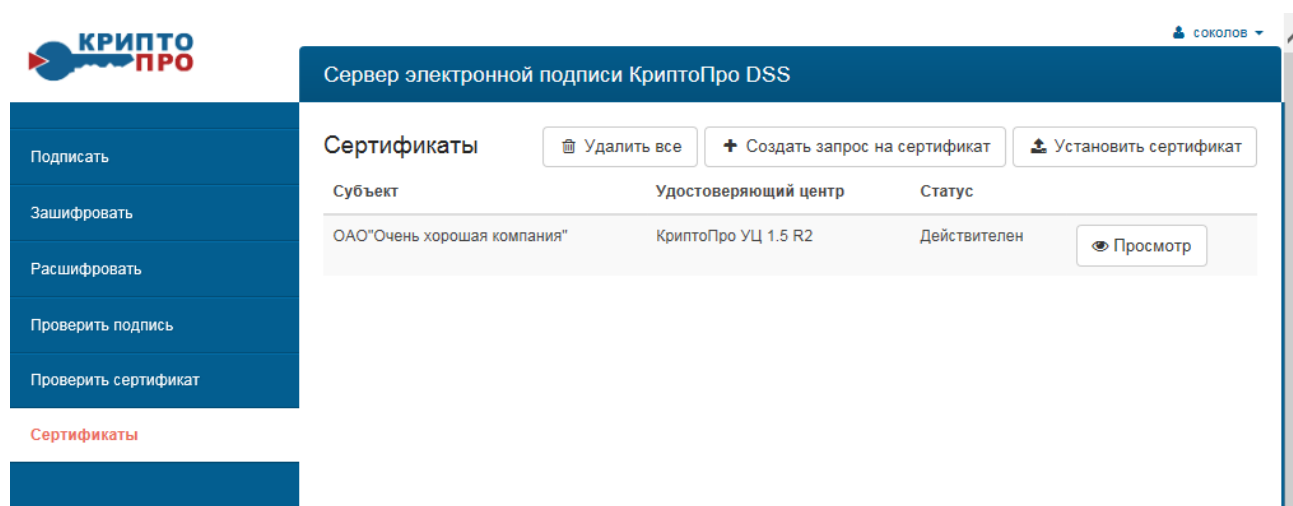 КРИПТО
ПРО
соколов
Сервер электронной подписи КриптоПро DSS
Подписать
Зашифровать
Расшифровать
Проверить подпись
Проверить сертификат
Сертификаты
Сертификаты Удалить все Создать запрос на сертификат Установить сертификат
Субъект Удостоверяющий центр Статус
ОАО"Очень хорошая компания" КриптоПро УЦ 1.5 R2 Действителен Просмотр